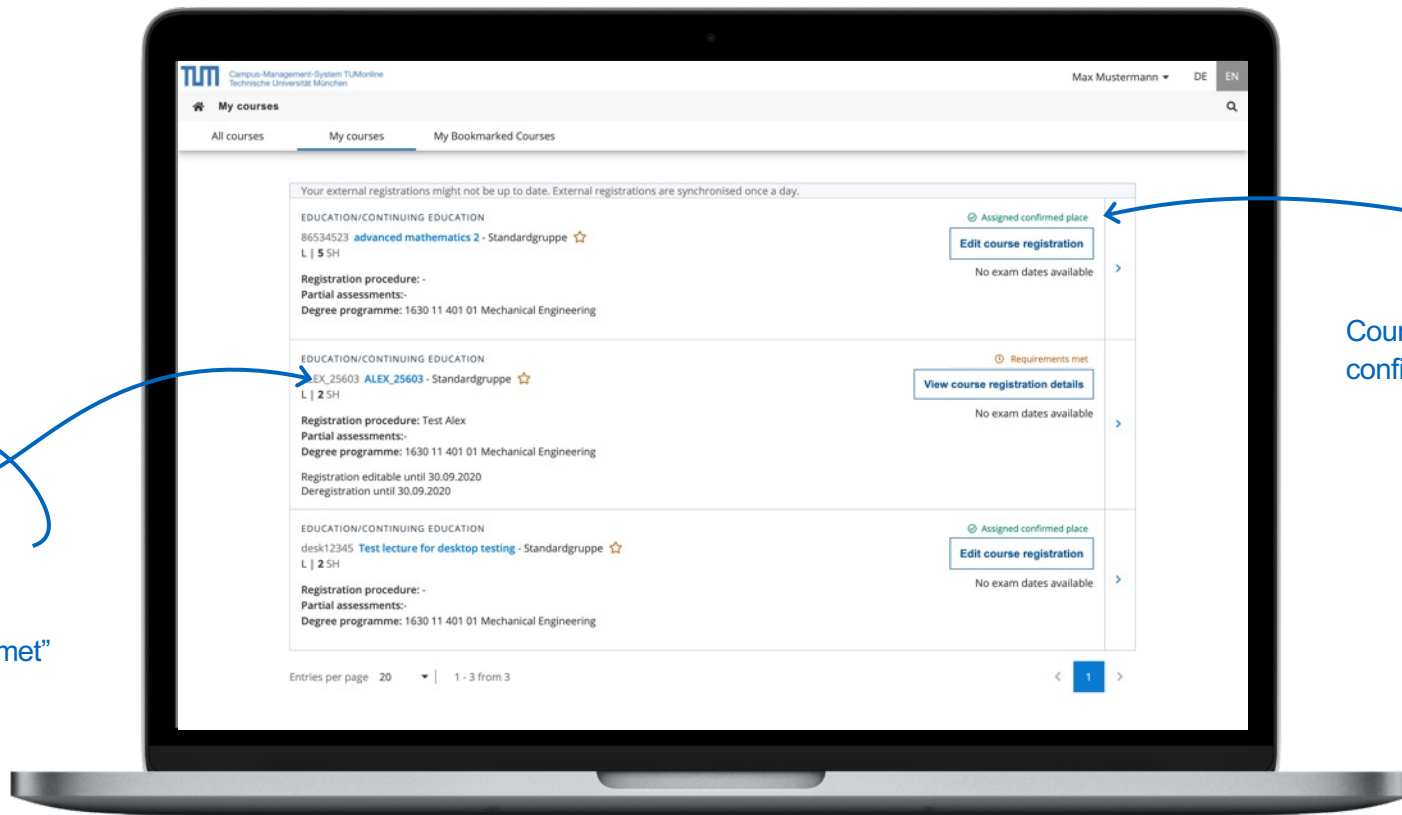 TUM Campus-Management-System TUMonline
Technische Universität München
Max Mustermann DE EN
My courses
All courses My courses My Bookmarked Courses
Your external registrations might not be up to date. External registrations are synchronised once a day.
EDUCATION/CONTINUING EDUCATION
Assigned confirmed place
86534523 advanced mathematics 2 - Standardgruppe
Edit course registration
L | 5 SH
No exam dates available
Registration procedure: -
Partial assessments:-
Degree programme: 1630 11 401 01 Mechanical Engineering
EDUCATION/CONTINUING EDUCATION
Requirements met
EX_25603 ALEX_25603 - Standardgruppe
View course registration details
L | 2 SH
No exam dates available
Registration procedure: Test Alex
Partial assessments:-
Degree programme: 1630 11 401 01 Mechanical Engineering
Registration editable until 30.09.2020
Deregistration until 30.09.2020
EDUCATION/CONTINUING EDUCATION
Assigned confirmed place
desk12345 Test lecture for desktop testing - Standardgruppe
Edit course registration
L | 2 SH
No exam dates available
Registration procedure: -
Partial assessments:-
Degree programme: 1630 11 401 01 Mechanical Engineering
Entries per page 20 | 1 - 3 from 3
< 1 >
Cour
confi
met”